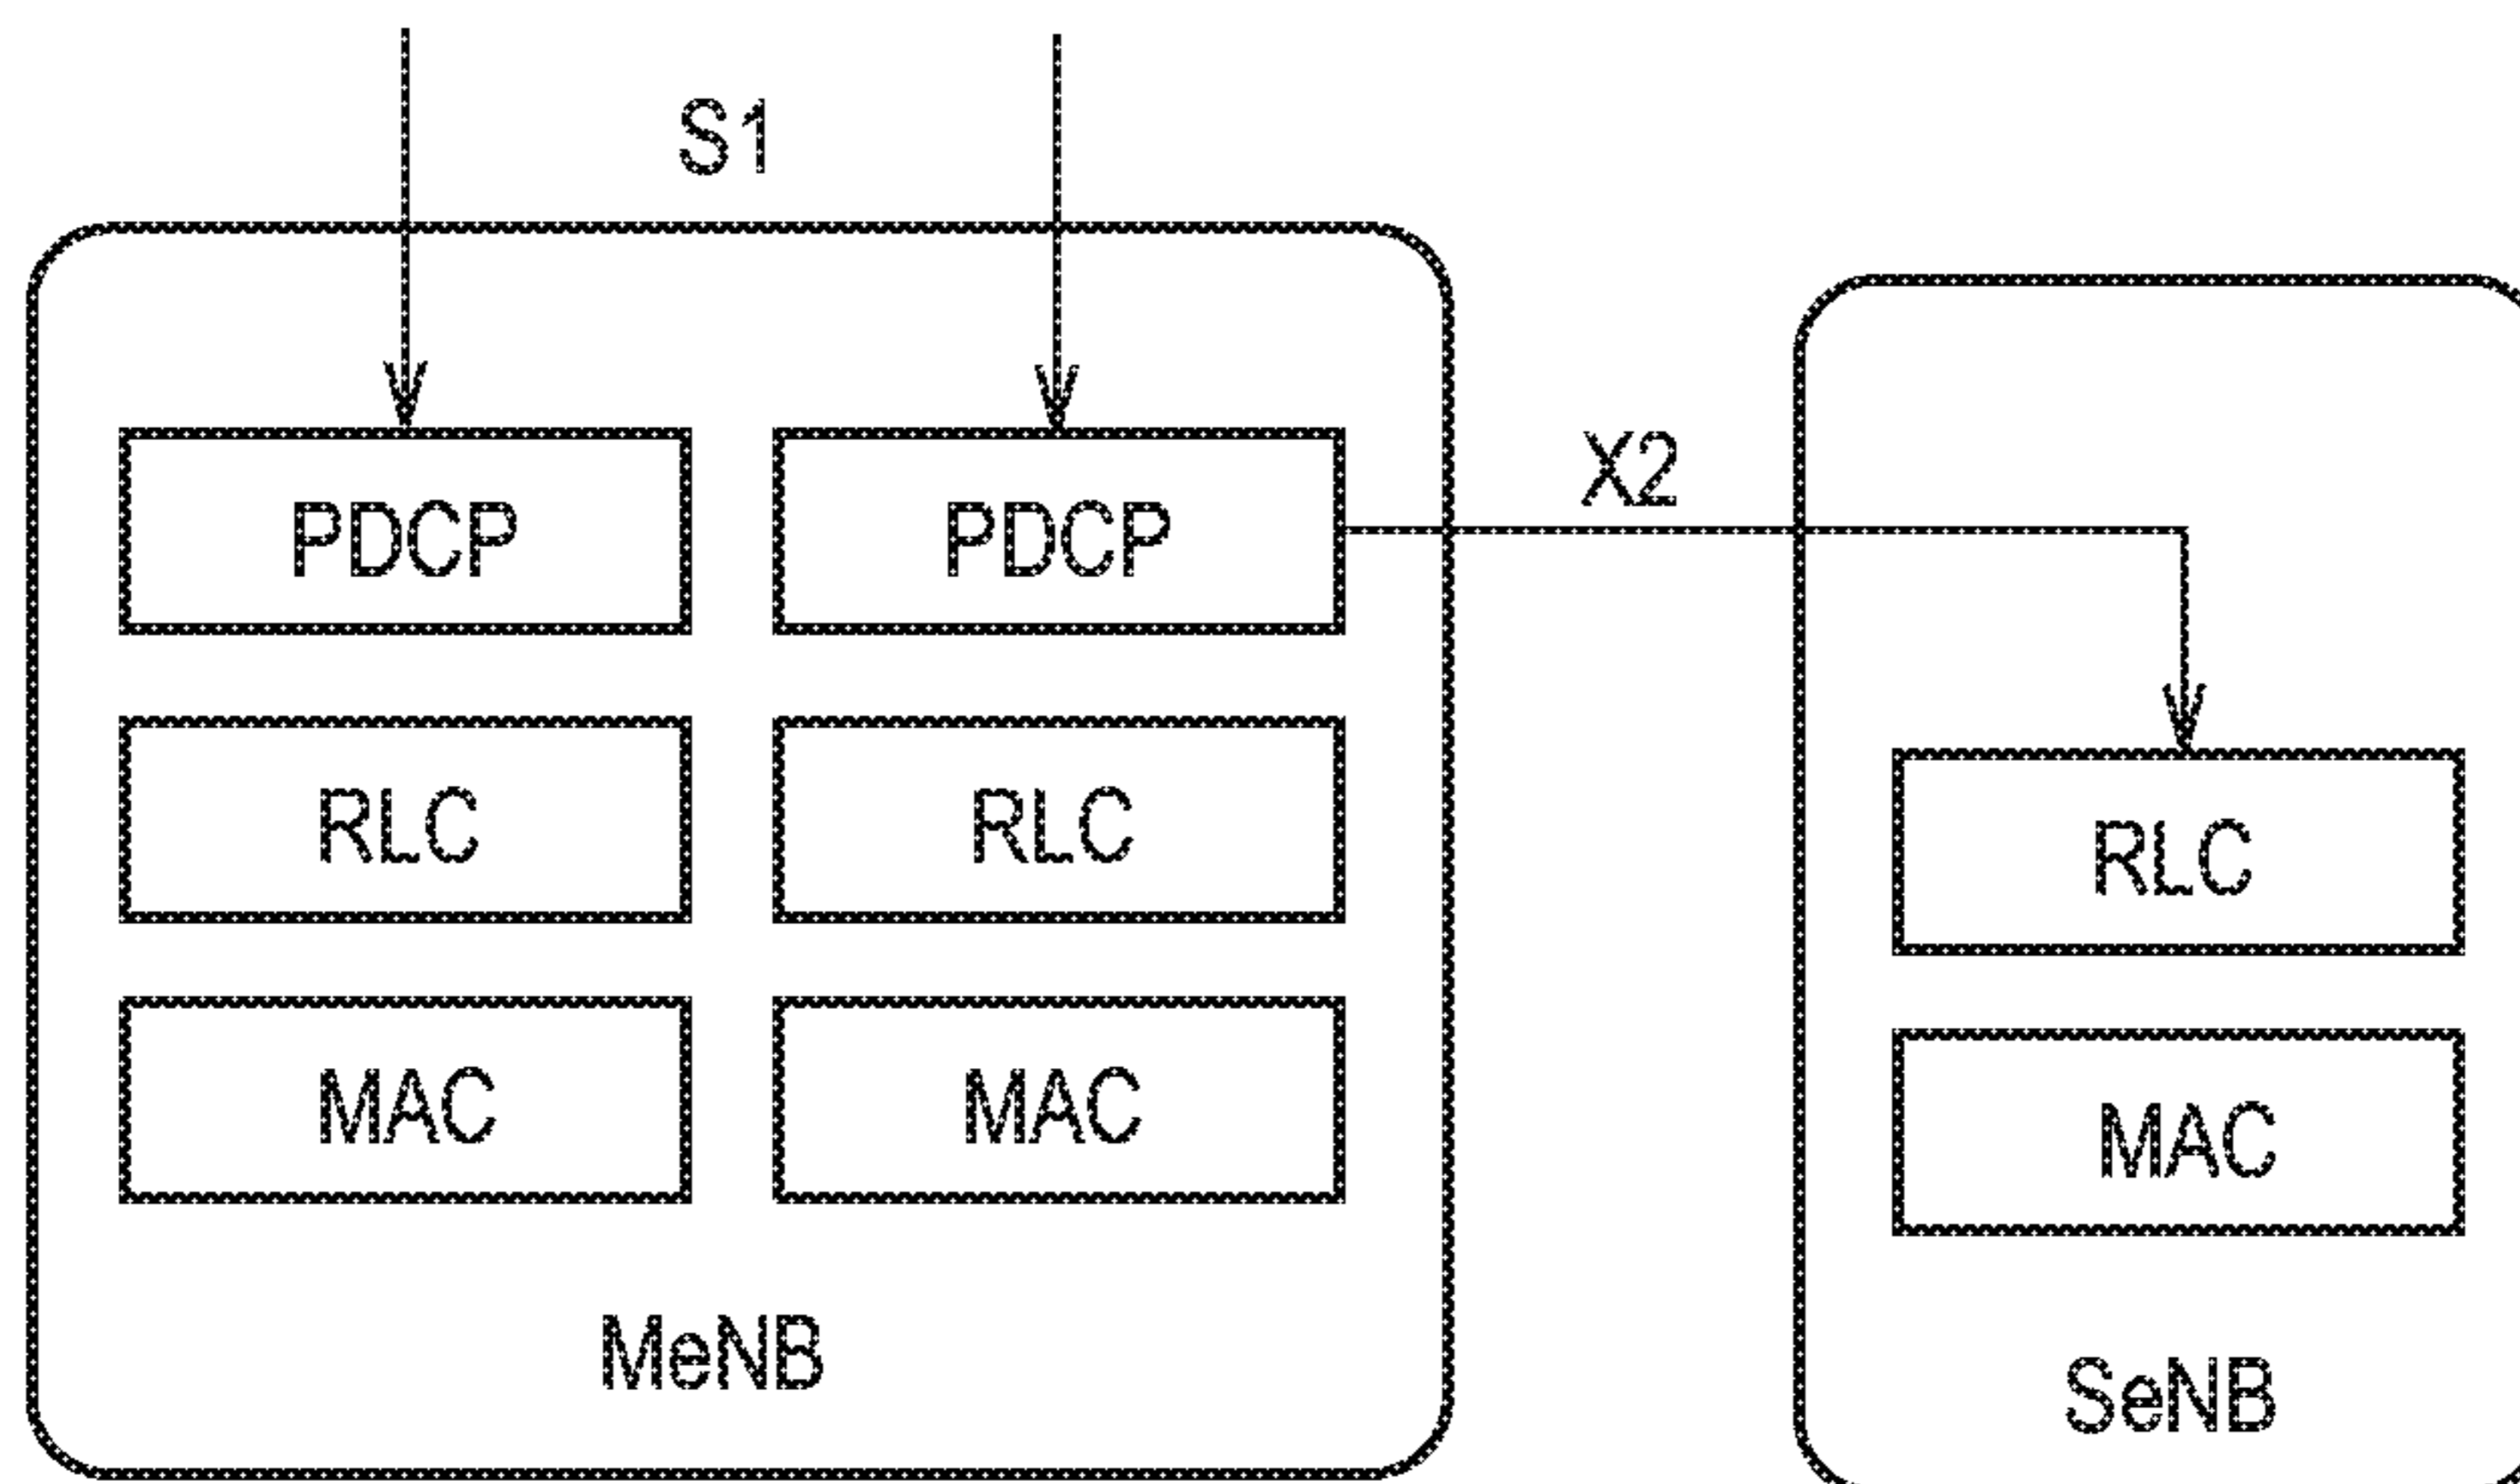 S1
X2
PDCP PDCP
RLC RLC
RLC
MAC MAC
MAC
MeNB
SeNB